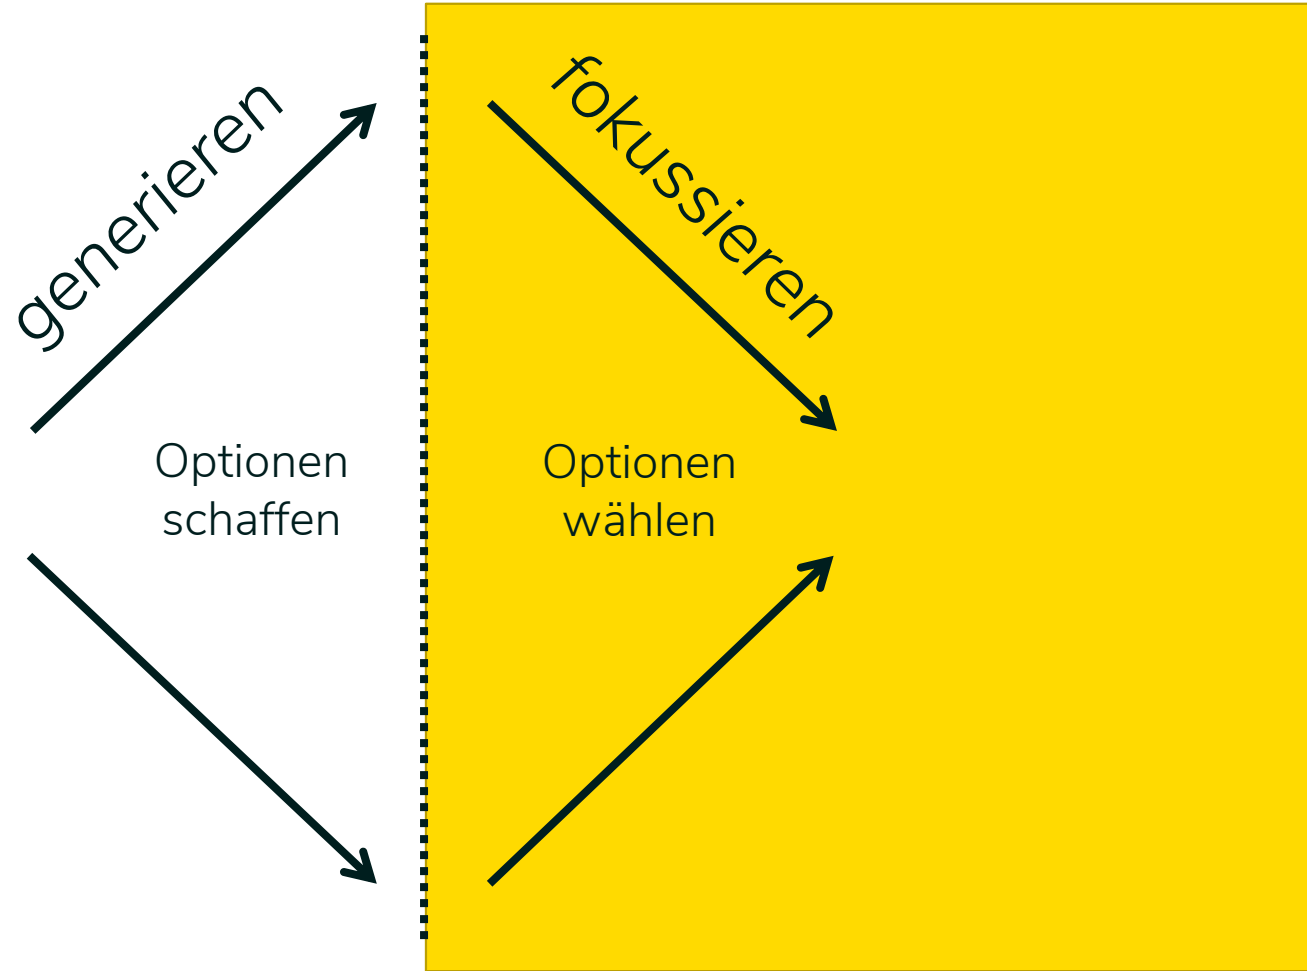 generieren
fokussieren
Optionen
schaffen
Optionen
wählen